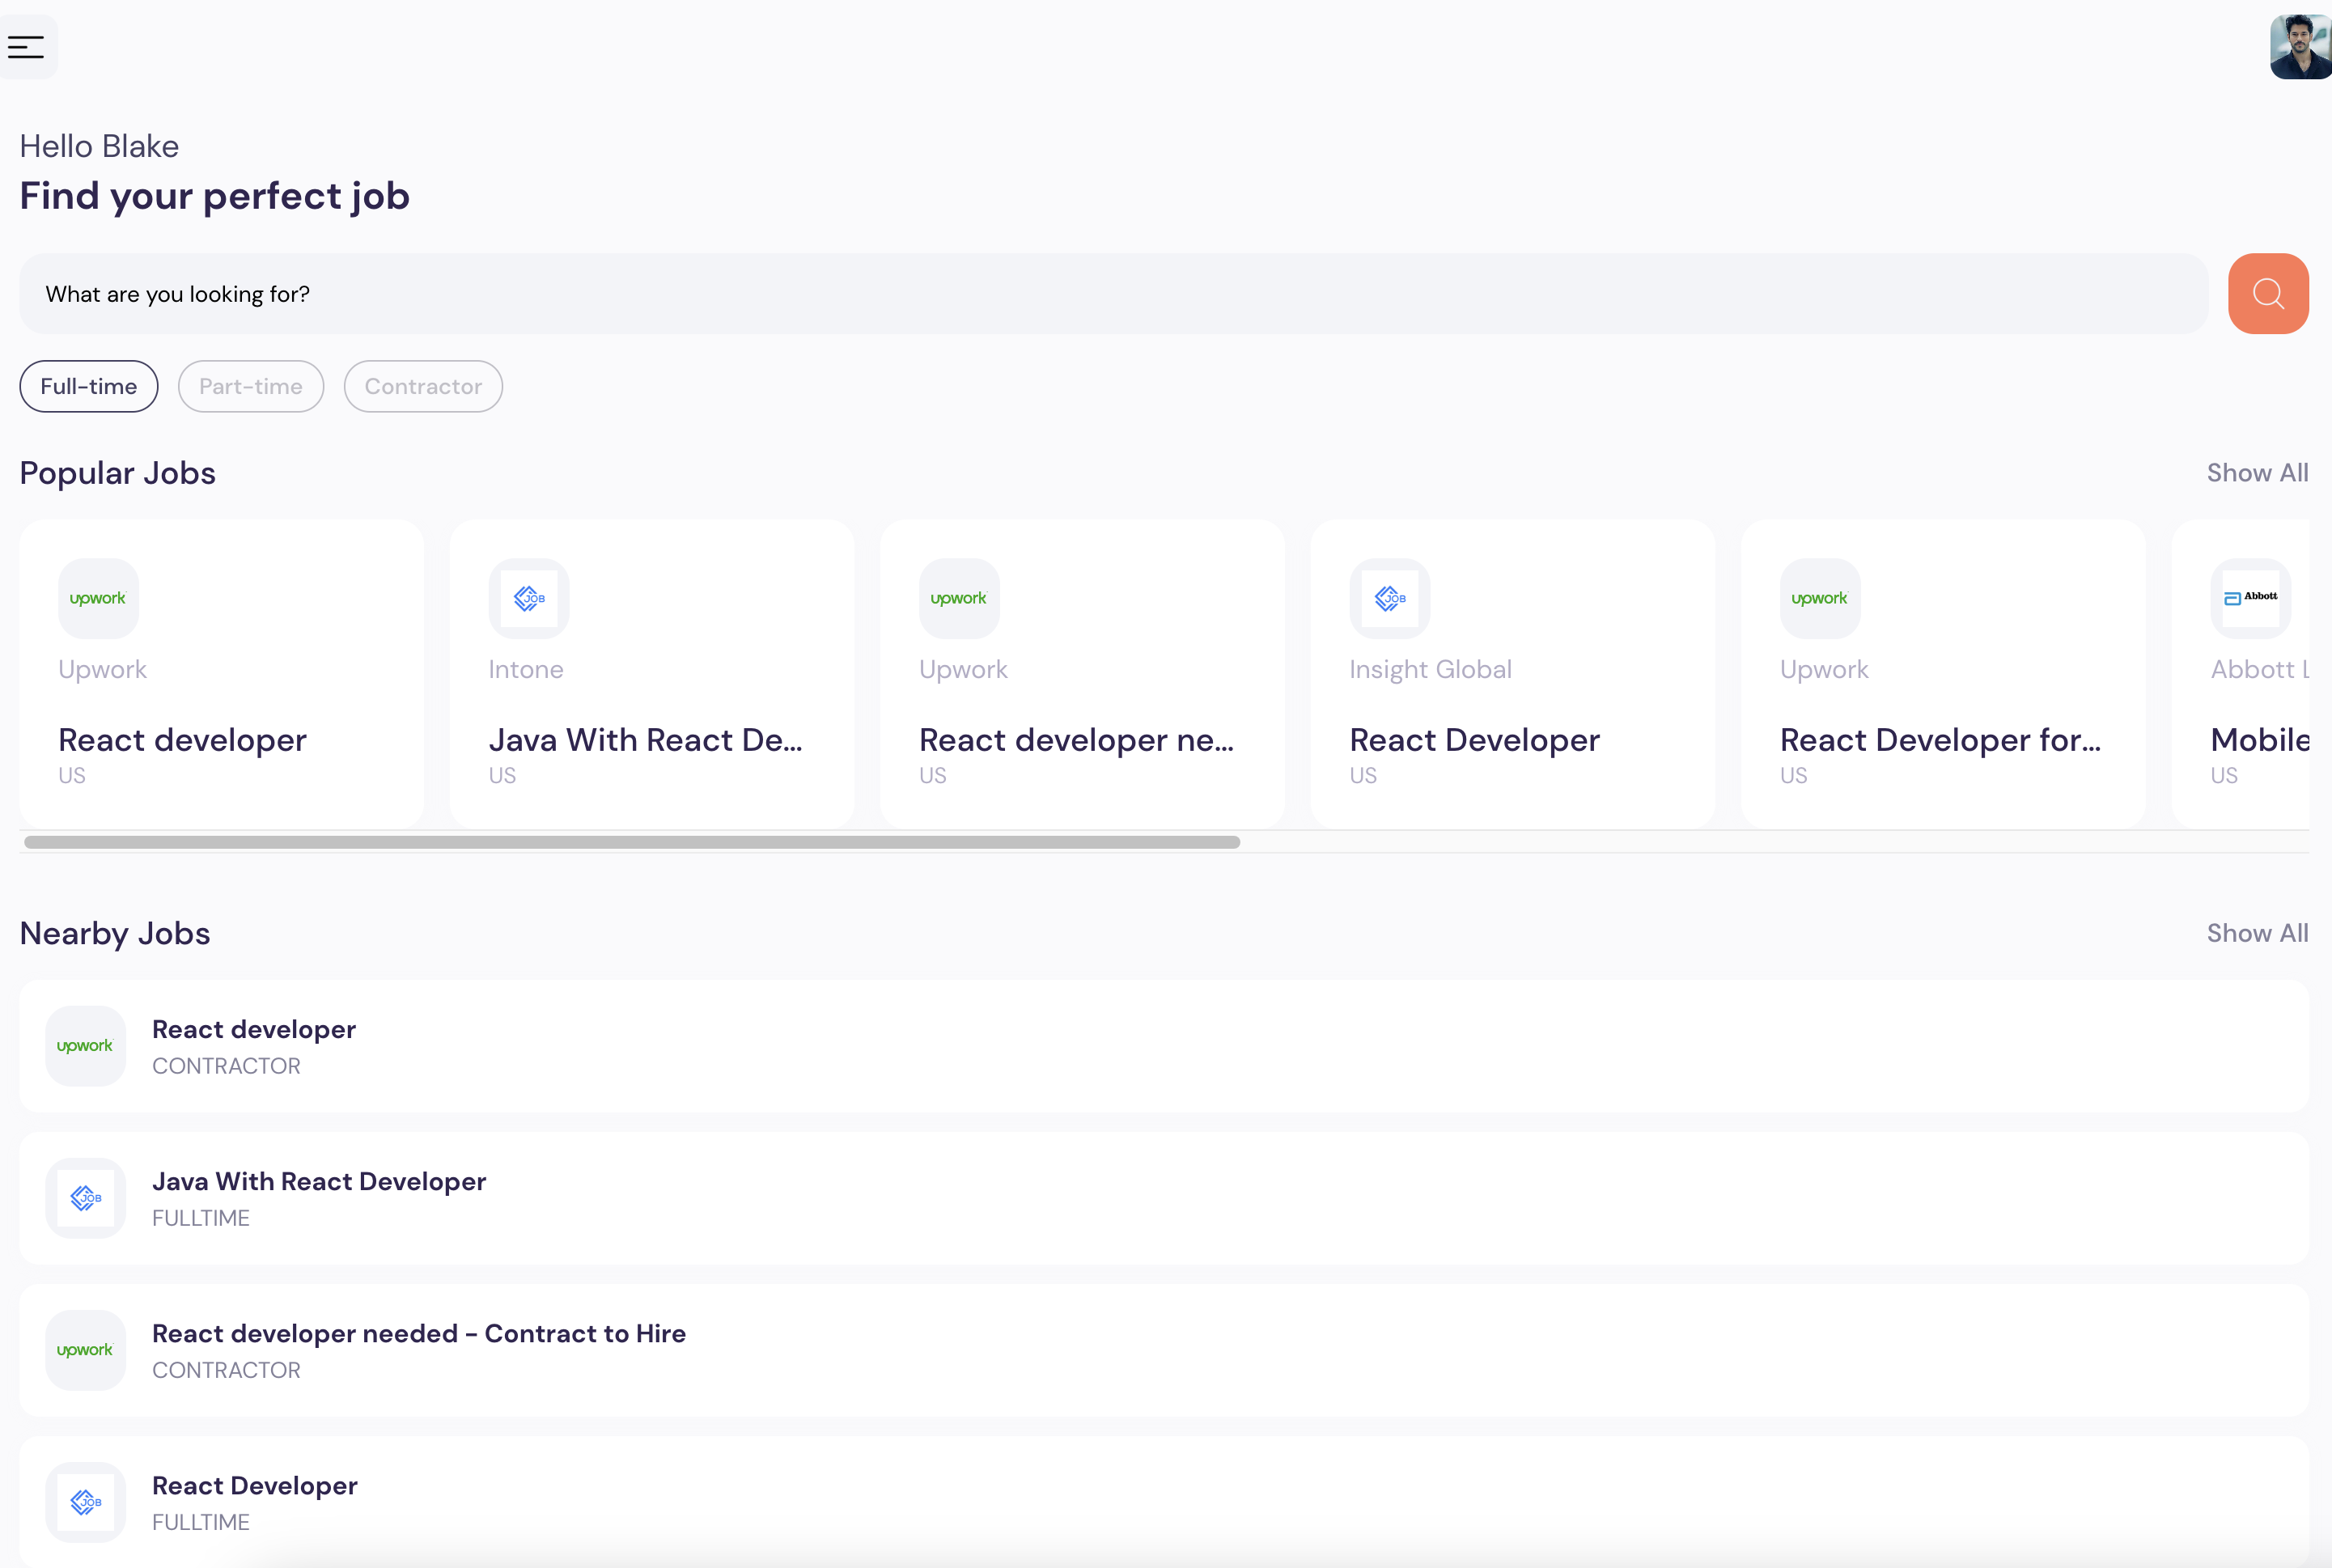 Hello Blake
Find your perfect job
What are you looking for?
Full-time
Part-time
Contractor
Popular Jobs
Show All
upwork
Upwork
React developer
US
JOB
Intone
Java With React De...
US
upwork
Upwork
React developer ne...
US
JOB
Insight Global
React Developer
US
upwork
Upwork
React Developer for...
US
Abbott
Abbott L
Mobile
US
Nearby Jobs
Show All
upwork
React developer
CONTRACTOR
JOB
Java With React Developer
FULLTIME
upwork
React developer needed - Contract to Hire
CONTRACTOR
JOB
React Developer
FULLTIME